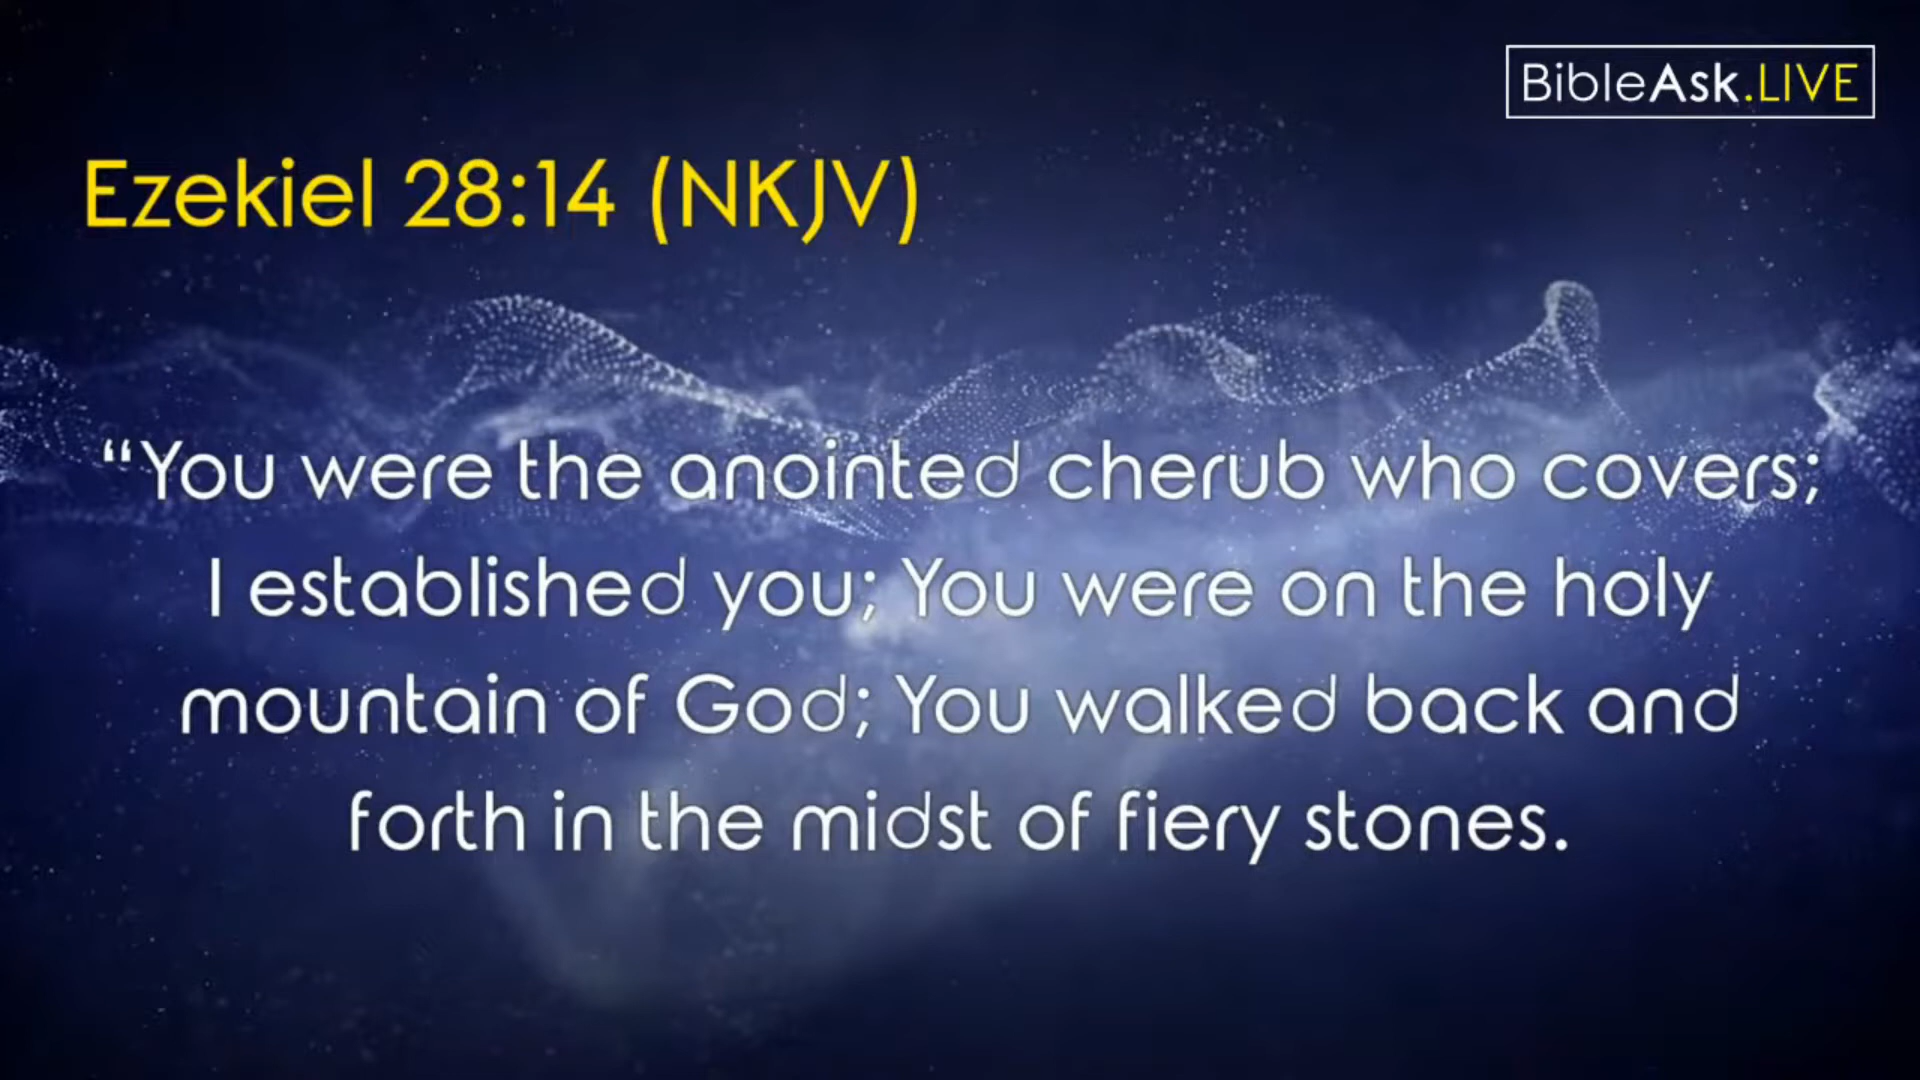 BibleAsk.LIVE
Ezekiel 28:14 (NKJV)
“You were the anointed cherub who covers;
I established you; You were on the holy
mountain of God; You walked back and
forth in the midst of fiery stones.